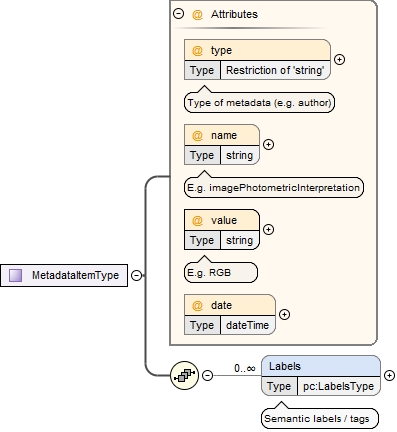 @ Attributes
@ type
Type Restriction of 'string'
Type of metadata (e.g. author)
@ name
Type string
E.g. imagePhotometricInterpretation
@ value
Type string
E.g. RGB
@ date
Type dateTime
MetadataItemType
0..∞
Labels
Type pc:LabelsType
Semantic labels / tags